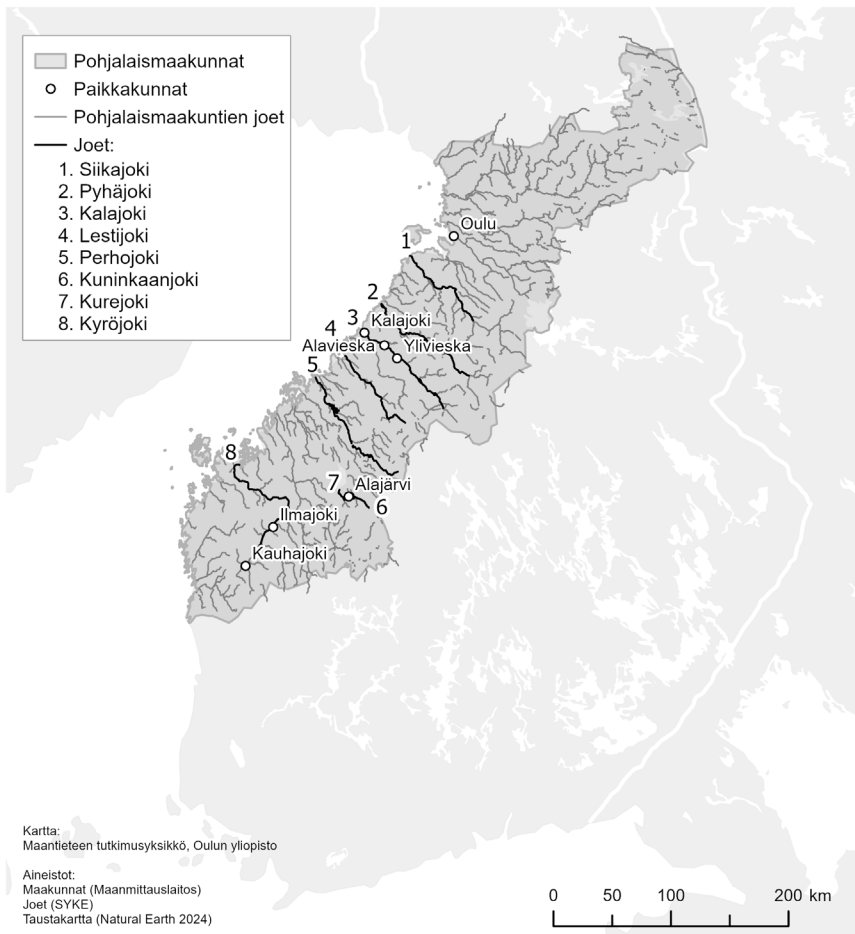 Pohjalaismaakunnat
Paikkakunnat
Pohjalaismaakuntien joet
Joet:
1. Siikajoki
2. Pyhäjoki
3. Kalajoki
4. Lestijoki
5. Perhojoki
6. Kuninkaanjoki
7. Kurejoki
8. Kyröjoki
Oulu
1
2
3
Kalajoki
4
Alavieska
Ylivieska
5
8
7
Alajärvi
6
Ilmajoki
Kauhajoki
Kartta:
Maantieteen tutkimusyksikkö, Oulun yliopisto
Aineistot:
Maakunnat (Maanmittauslaitos)
Joet (SYKE)
Taustakartta (Natural Earth 2024)
0 50 100 200 km